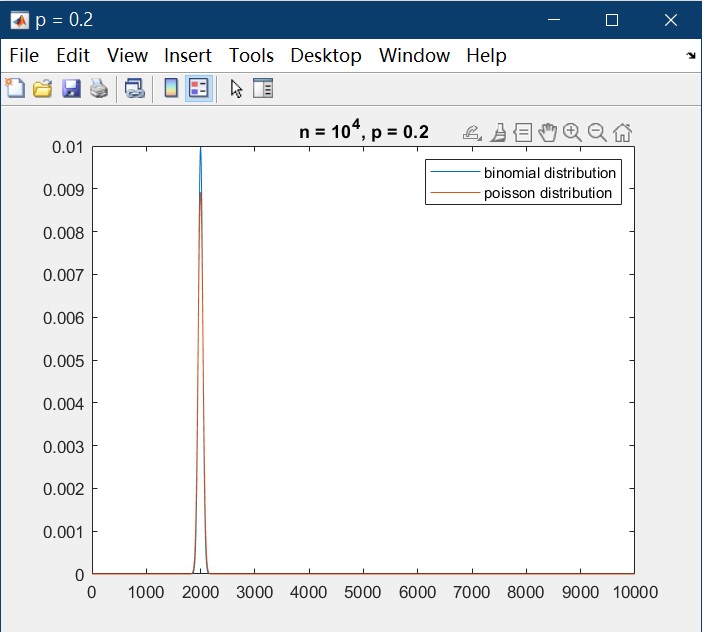 p = 0.2
File Edit View Insert Tools Desktop Window Help
n = 10⁴, p = 0.2
binomial distribution
poisson distribution
0.01
0.009
0.008
0.007
0.006
0.005
0.004
0.003
0.002
0.001
0
0 1000 2000 3000 4000 5000 6000 7000 8000 9000 10000